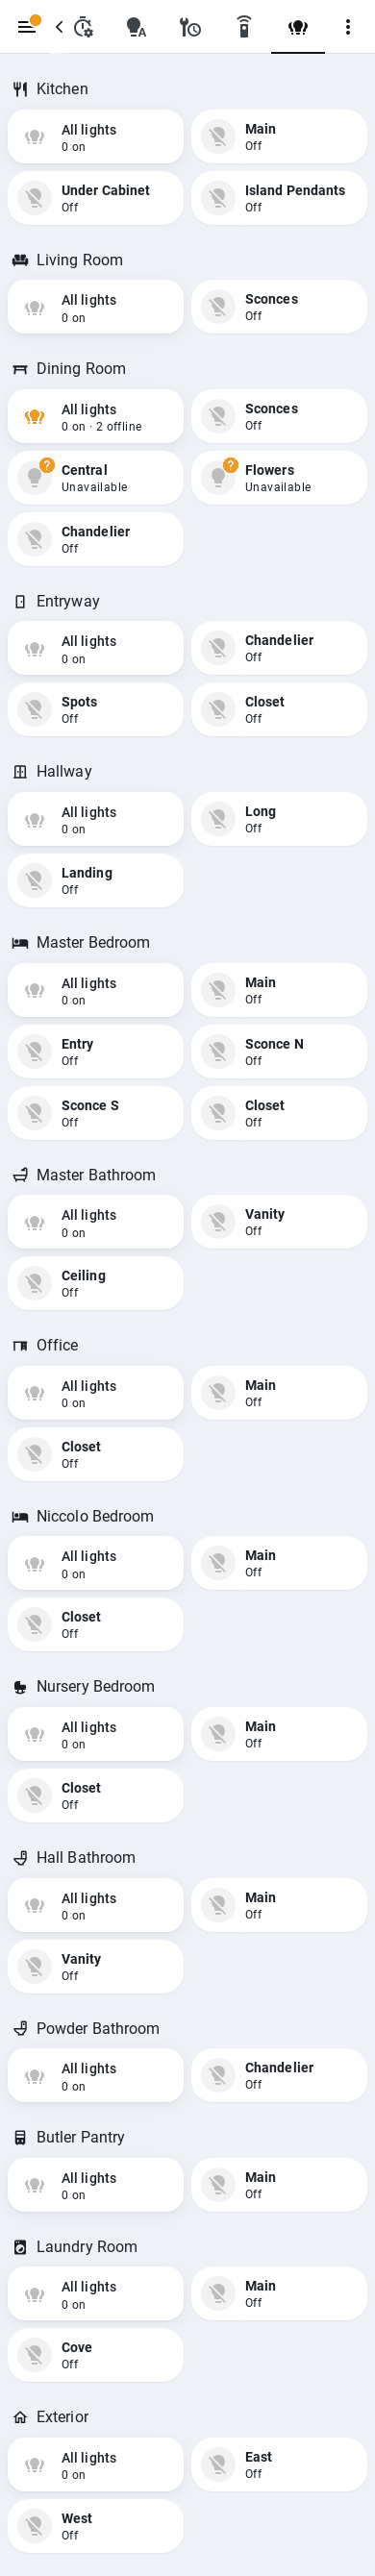 A
Kitchen
All lights
0 on
Main
Off
Under Cabinet
Off
Island Pendants
Off
Living Room
All lights
0 on
Sconces
Off
Dining Room
All lights
0 on · 2 offline
Sconces
Off
?
Central
Unavailable
?
Flowers
Unavailable
Chandelier
Off
Entryway
All lights
0 on
Chandelier
Off
Spots
Off
Closet
Off
Hallway
All lights
0 on
Long
Off
Landing
Off
Master Bedroom
All lights
0 on
Main
Off
Entry
Off
Sconce N
Off
Sconce S
Off
Closet
Off
Master Bathroom
All lights
0 on
Vanity
Off
Ceiling
Off
Office
All lights
0 on
Main
Off
Closet
Off
Niccolo Bedroom
All lights
0 on
Main
Off
Closet
Off
Nursery Bedroom
All lights
0 on
Main
Off
Closet
Off
Hall Bathroom
All lights
0 on
Main
Off
Vanity
Off
Powder Bathroom
All lights
0 on
Chandelier
Off
Butler Pantry
All lights
0 on
Main
Off
Laundry Room
All lights
0 on
Main
Off
Cove
Off
Exterior
All lights
0 on
East
Off
West
Off